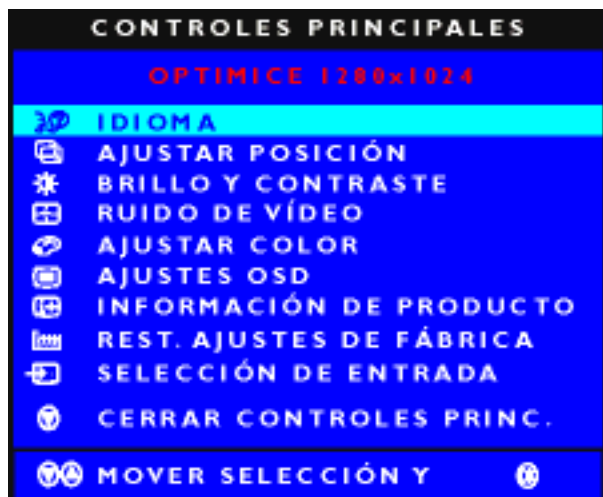 CONTROLES PRINCIPALES
OPTIMICE 1280x1024
IDIOMA
AJUSTAR POSICIÓN
BRILLO Y CONTRASTE
RUIDO DE VÍDEO
AJUSTAR COLOR
AJUSTES OSD
INFORMACIÓN DE PRODUCTO
REST. AJUSTES DE FÁBRICA
SELECCIÓN DE ENTRADA
CERRAR CONTROLES PRINC.
MOVER SELECCIÓN Y